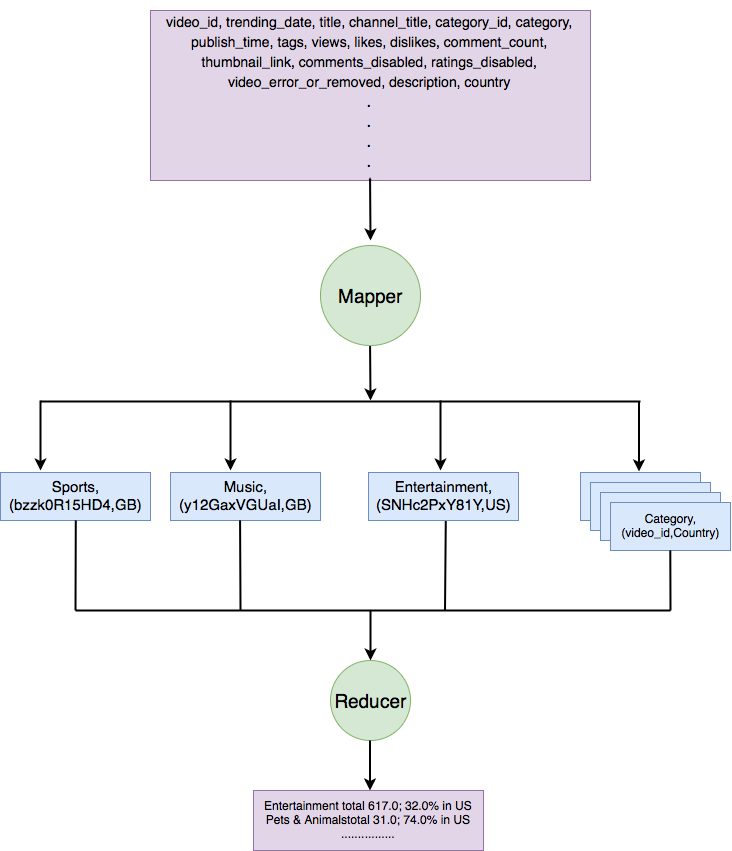 video_id, trending_date, title, channel_title, category_id, category,
publish_time, tags, views, likes, dislikes, comment_count,
thumbnail_link, comments_disabled, ratings_disabled,
video_error_or_removed, description, country
.
.
.
.
Mapper
Sports,
(bzzk0R15HD4,GB)
Music,
(y12GaxVGUaI,GB)
Entertainment,
(SNHc2PxY81Y,US)
Category,
(video_id,Country)
Reducer
Entertainment total 617.0; 32.0% in US
Pets & Animalstotal 31.0; 74.0% in US
................